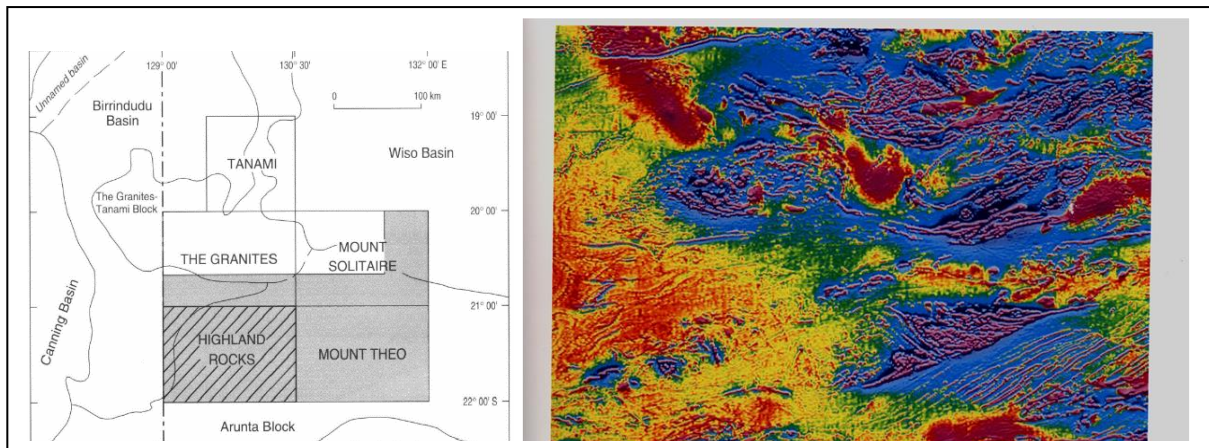 129° 00'
130° 30'
132° 00' E
Unnamed basin
Birrindudu
Basin
0
100 km
19° 00'
TANAMI
Wiso Basin
The Granites-
Tanami Block
20° 00'
THE GRANITES
MOUNT
SOLITAIRE
21° 00'
Canning Basin
HIGHLAND
ROCKS
MOUNT THEO
22° 00' S
Arunta Block